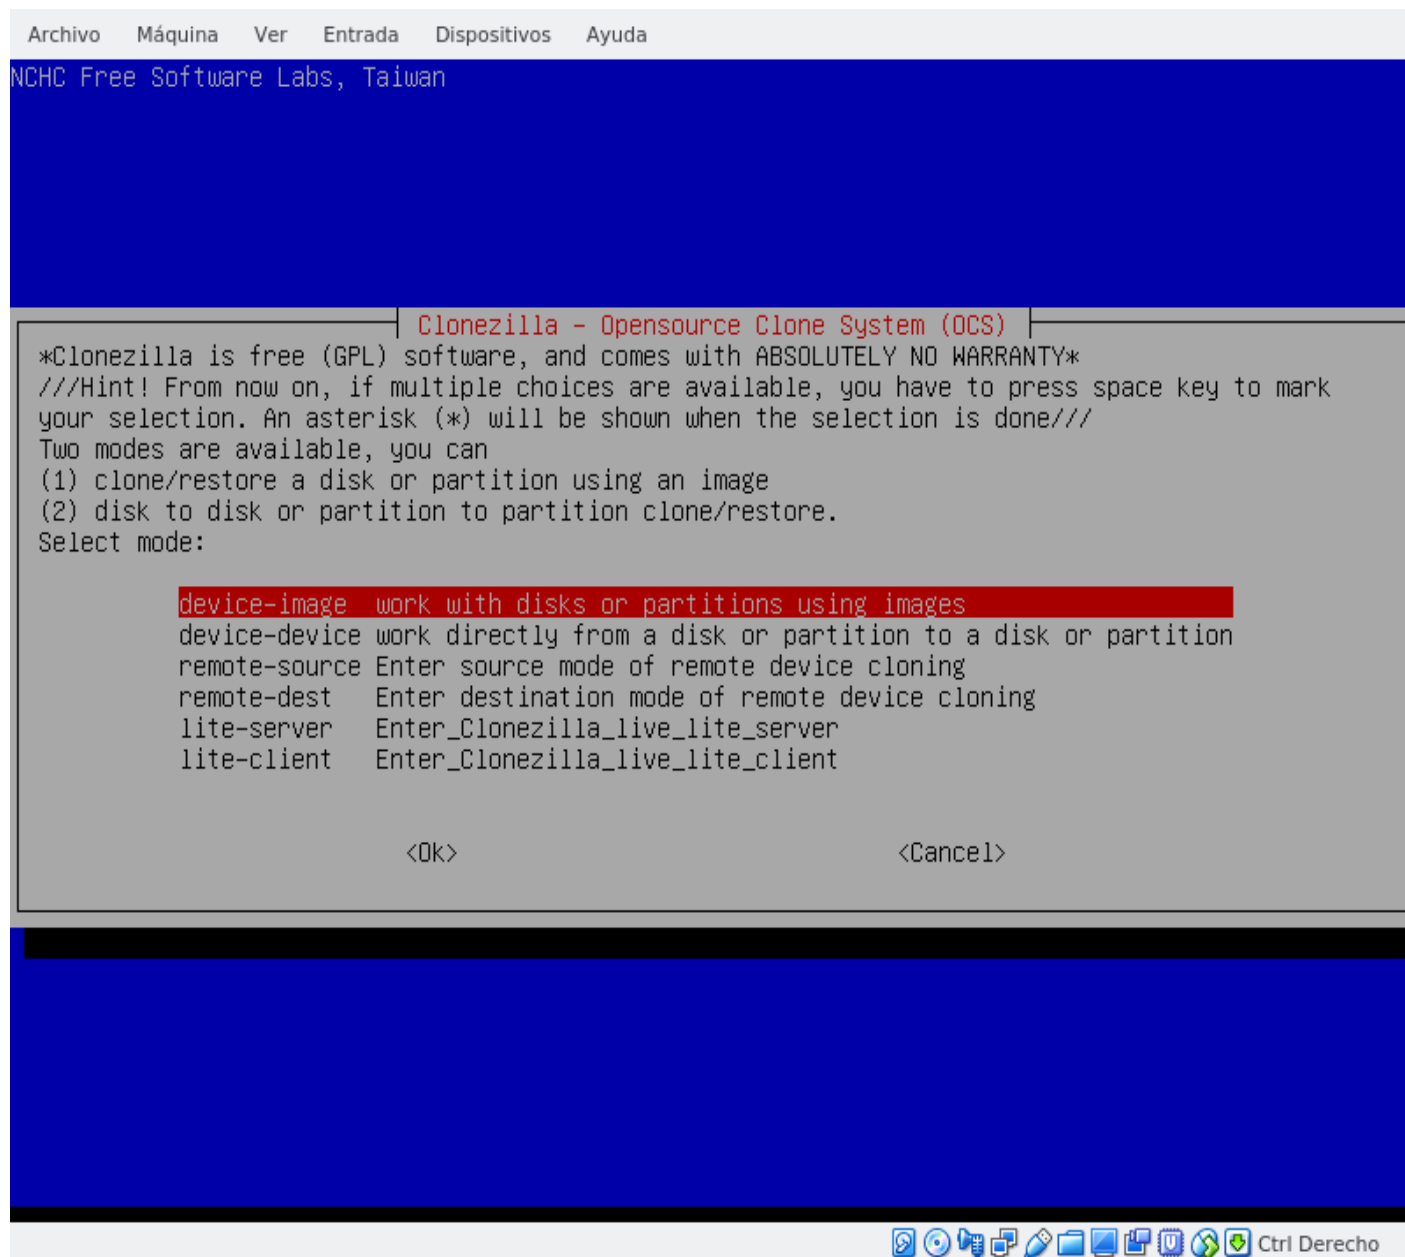 Archivo Máquina Ver Entrada Dispositivos Ayuda
NCHC Free Software Labs, Taiwan
Clonezilla - Opensource Clone System (OCS)
*Clonezilla is free (GPL) software, and comes with ABSOLUTELY NO WARRANTY*
///Hint! From now on, if multiple choices are available, you have to press space key to mark
your selection. An asterisk (*) will be shown when the selection is done///
Two modes are available, you can
(1) clone/restore a disk or partition using an image
(2) disk to disk or partition to partition clone/restore.
Select mode:
device-image work with disks or partitions using images
device-device work directly from a disk or partition to a disk or partition
remote-source Enter source mode of remote device cloning
remote-dest Enter destination mode of remote device cloning
lite-server Enter_Clonezilla_live_lite_server
lite-client Enter_Clonezilla_live_lite_client
<Ok> <Cancel>
Ctrl Derecho